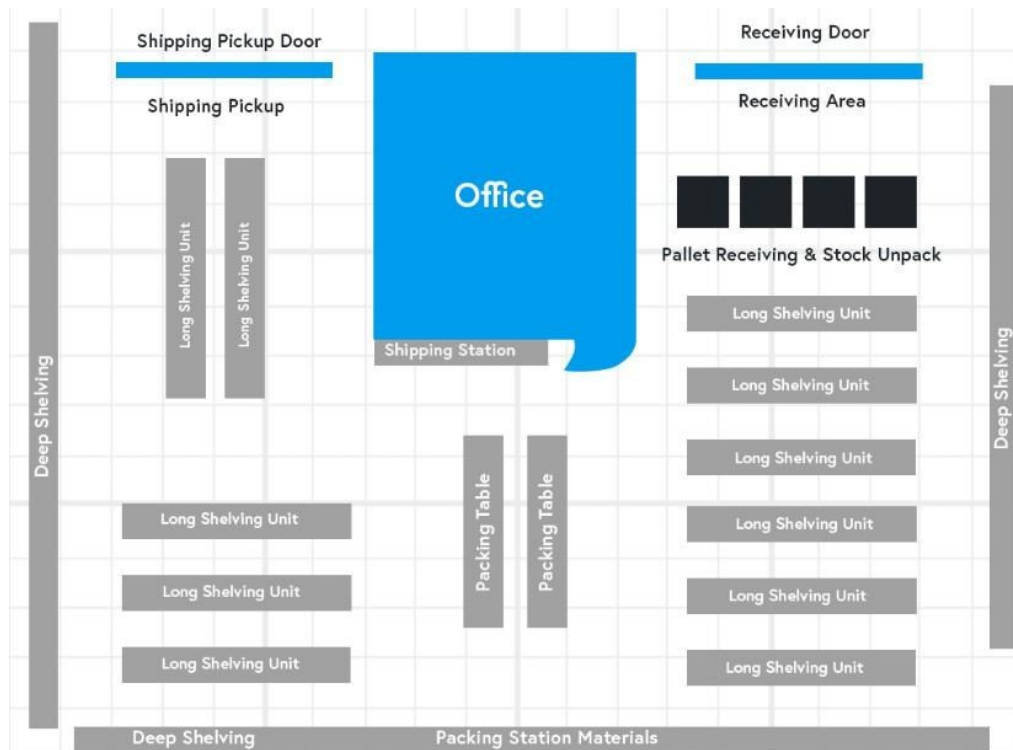 Shipping Pickup Door
Receiving Door
Shipping Pickup
Receiving Area
Office
Pallet Receiving & Stock Unpack
Long Shelving Unit
Long Shelving Unit
Long Shelving Unit
Shipping Station
Long Shelving Unit
Deep Shelving
Deep Shelving
Long Shelving Unit
Packing Table
Packing Table
Long Shelving Unit
Long Shelving Unit
Long Shelving Unit
Long Shelving Unit
Long Shelving Unit
Long Shelving Unit
Deep Shelving
Packing Station Materials